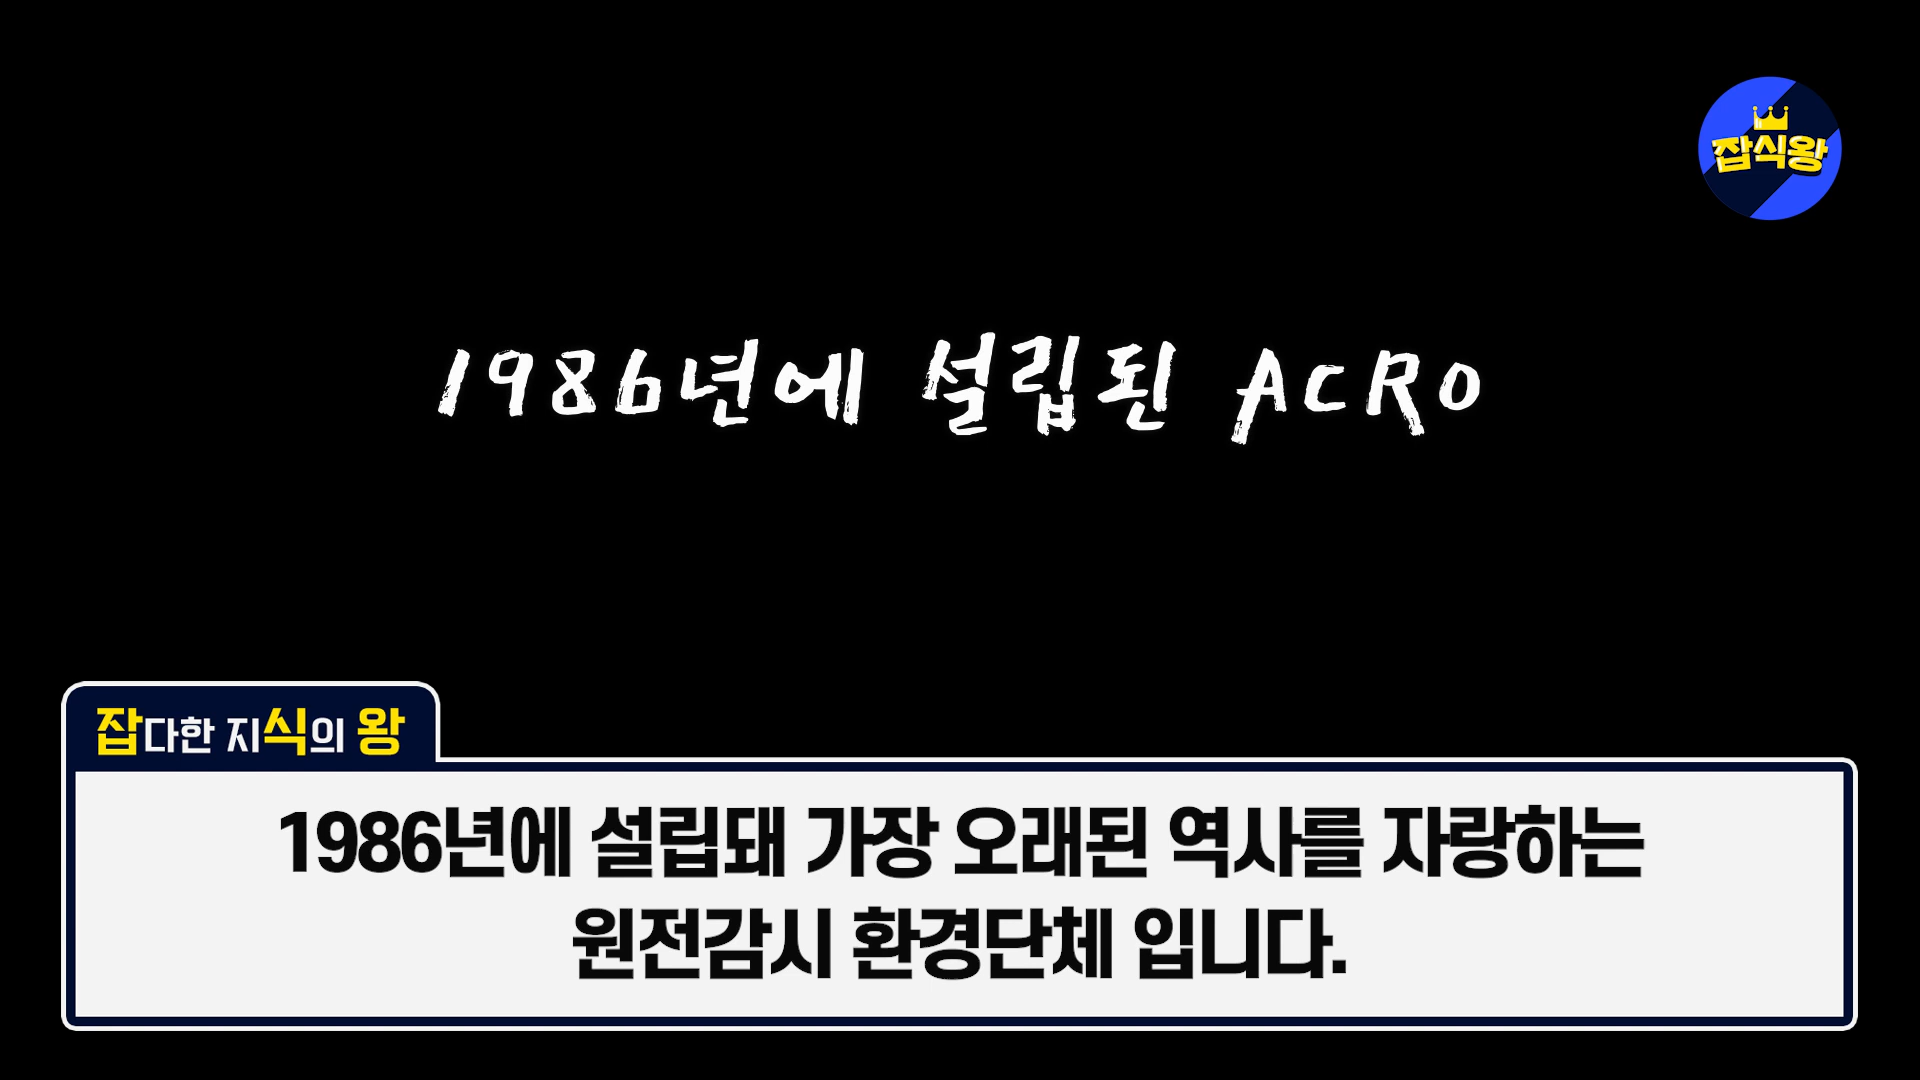 잡식왕
1986년에 설립된 ACRO
잡다한 지식의 왕
1986년에 설립돼 가장 오래된 역사를 자랑하는
원전감시 환경단체 입니다.